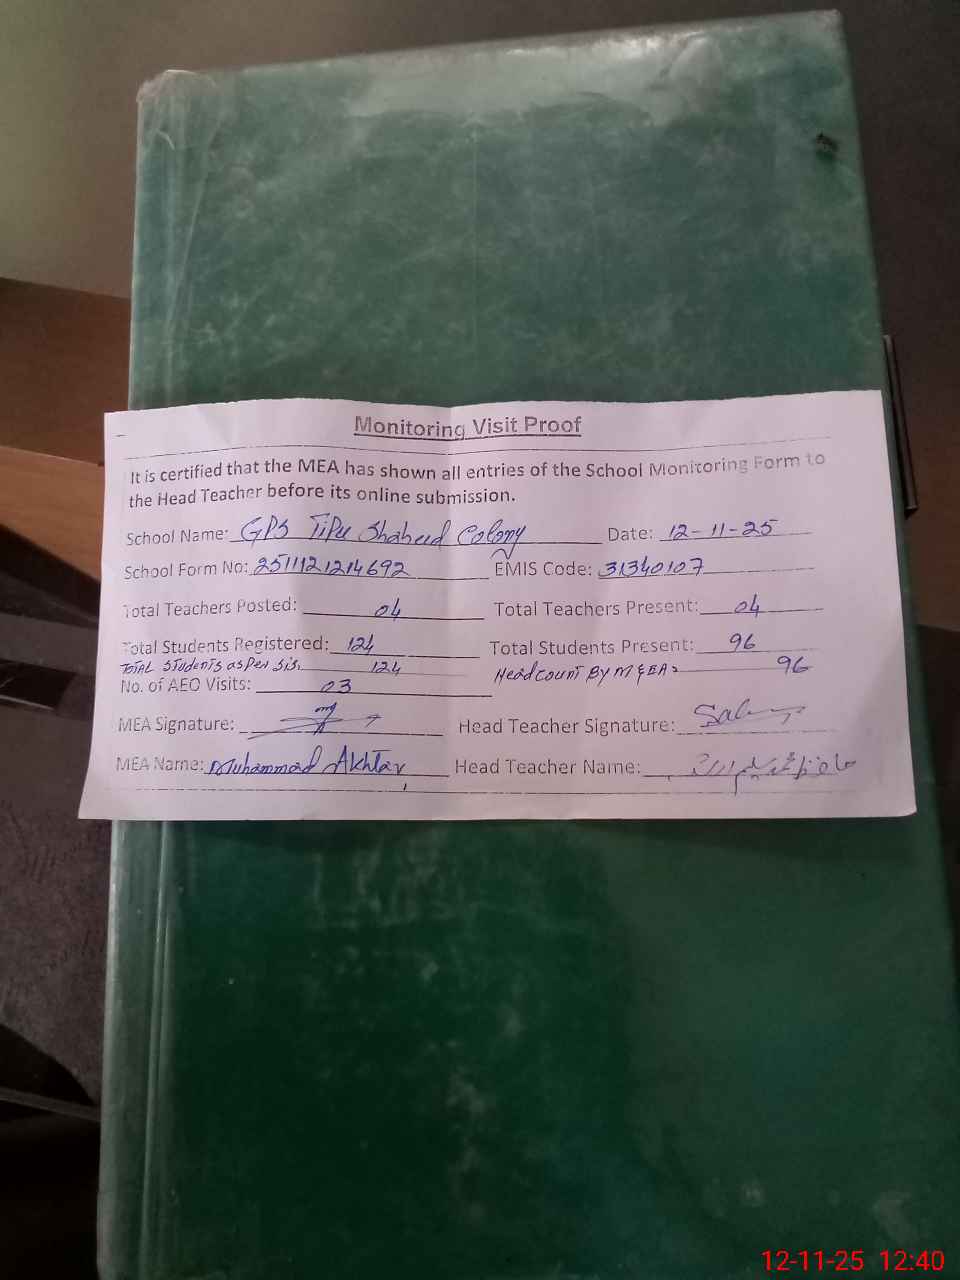 Monitoring Visit Proof
It is certified that the MEA has shown all entries of the School Monitoring Form to
the Head Teacher before its online submission.
School Name: GPS Tipu Shaheed Colony Date: 12-11-25
School Form No: 2511121214692 EMIS Code: 31340107
Total Teachers Posted: 04 Total Teachers Present: 04
Total Students Registered: 124 Total Students Present: 96
Total Students as Per Sis. 124 Headcount By M&EA: 96
No. of AEO Visits: 03
MEA Signature: Head Teacher Signature:
MEA Name: Muhammad Akhtar Head Teacher Name:
12-11-25 12:40